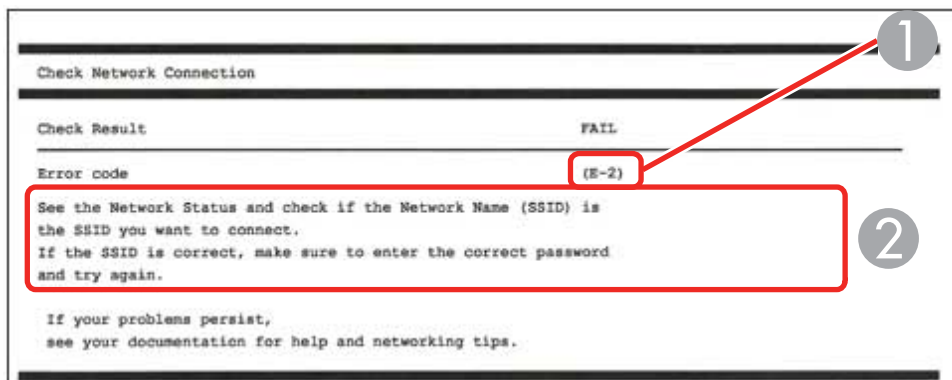 1
Check Network Connection
Check Result FAIL
Error code (E-2)
See the Network Status and check if the Network Name (SSID) is
the SSID you want to connect.
If the SSID is correct, make sure to enter the correct password
and try again.
2
If your problems persist,
see your documentation for help and networking tips.